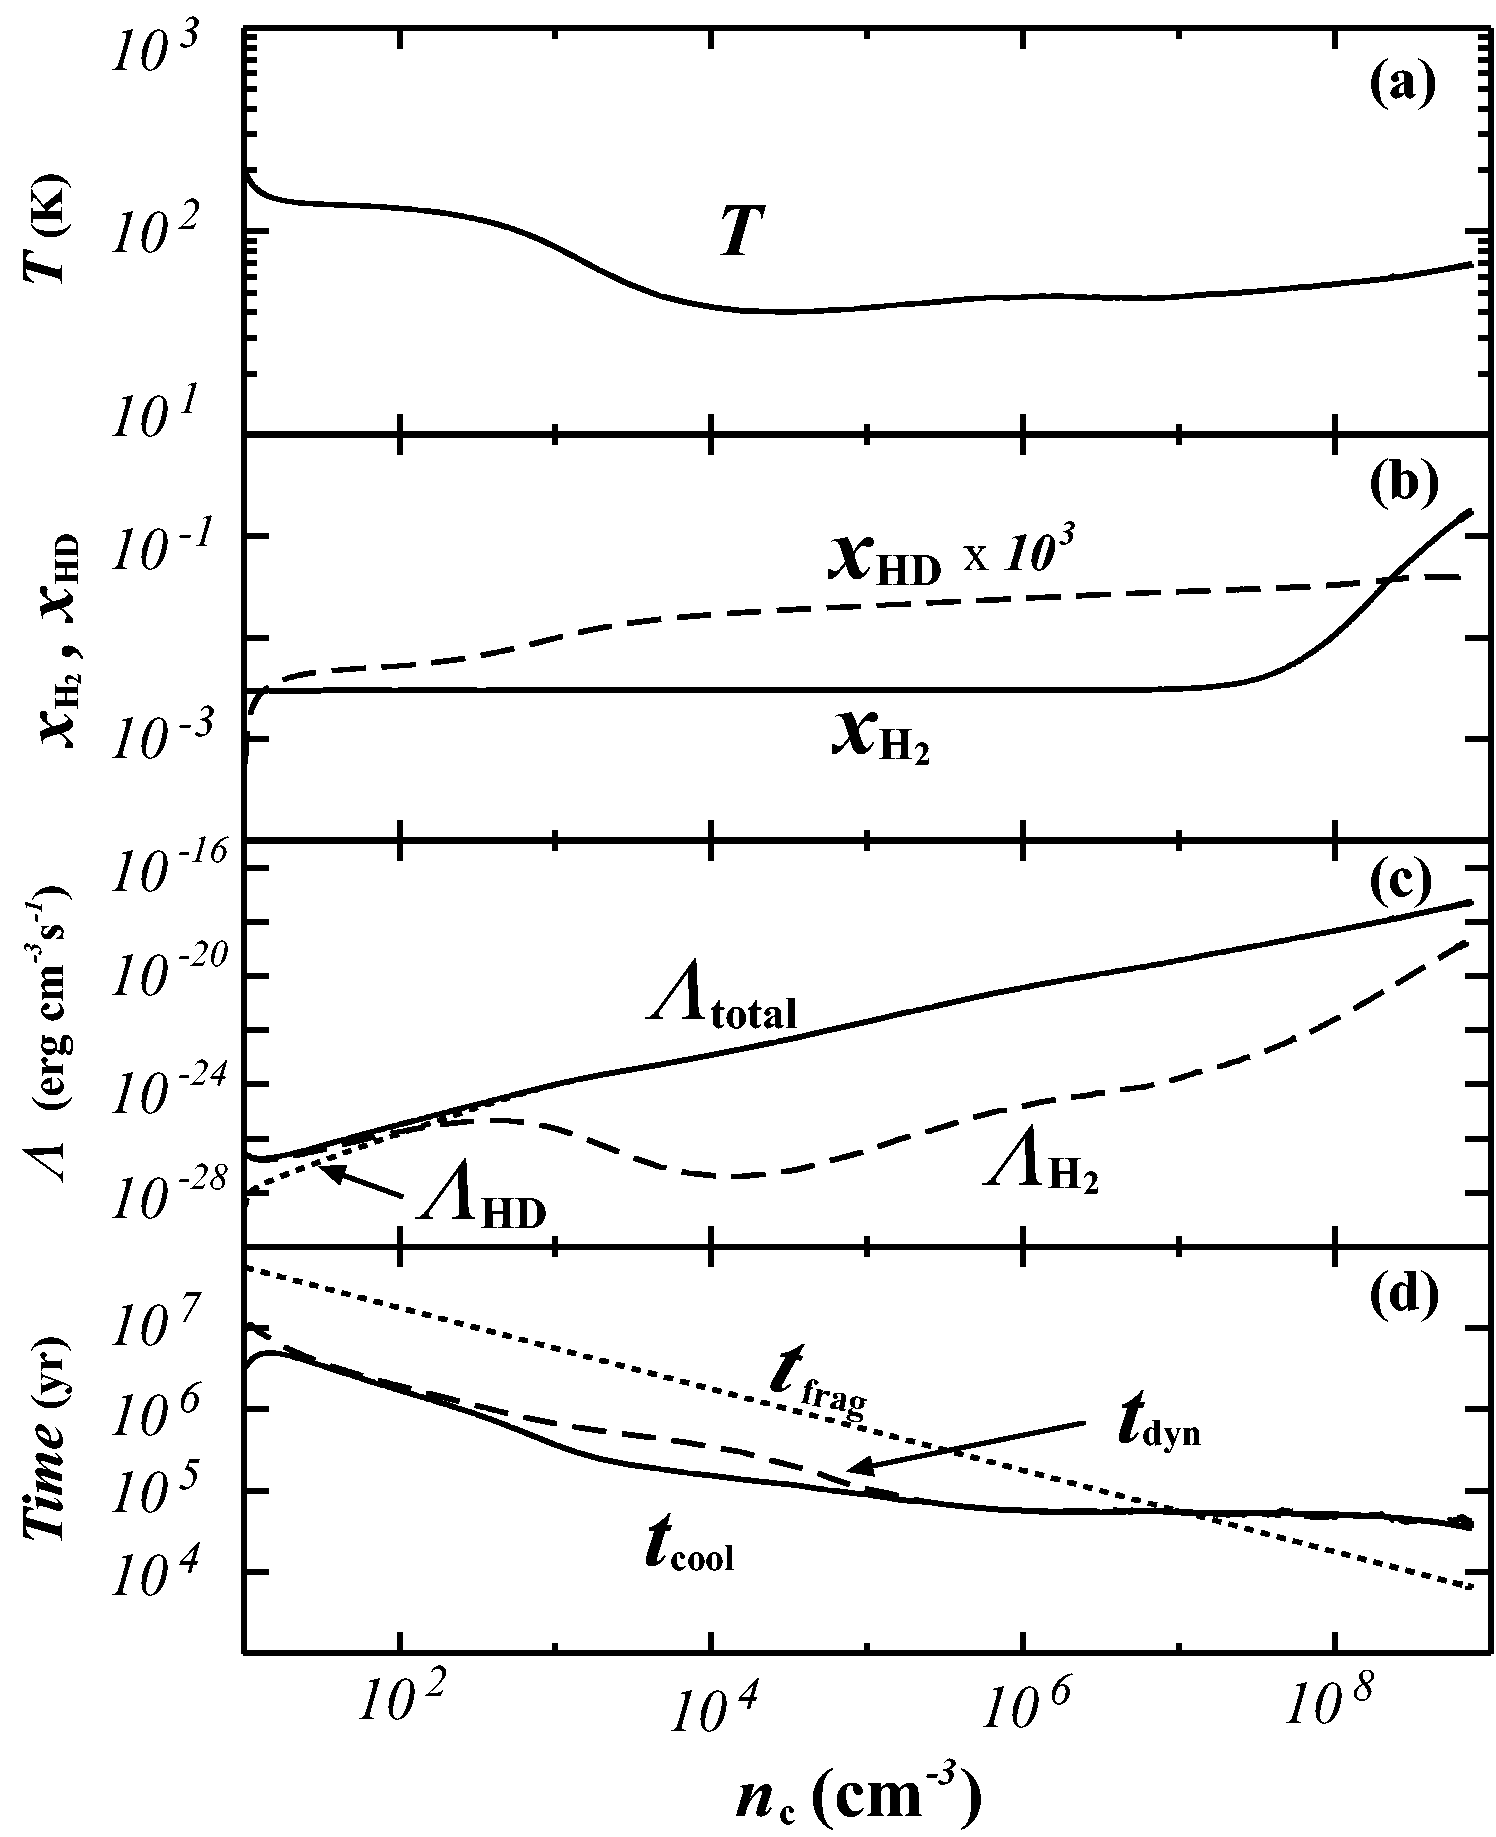 10^3
(a)
T (K)
10^2
T
10^1
(b)
10^-1
x_HD x 10^3
x_H2, x_HD
10^-3
x_H2
10^-16
(c)
Λ (erg cm^-3 s^-1)
10^-20
Λ_total
10^-24
10^-28
Λ_HD
Λ_H2
(d)
10^7
t_frag
10^6
t_dyn
Time (yr)
10^5
t_cool
10^4
10^2 10^4 10^6 10^8
n_c (cm^-3)